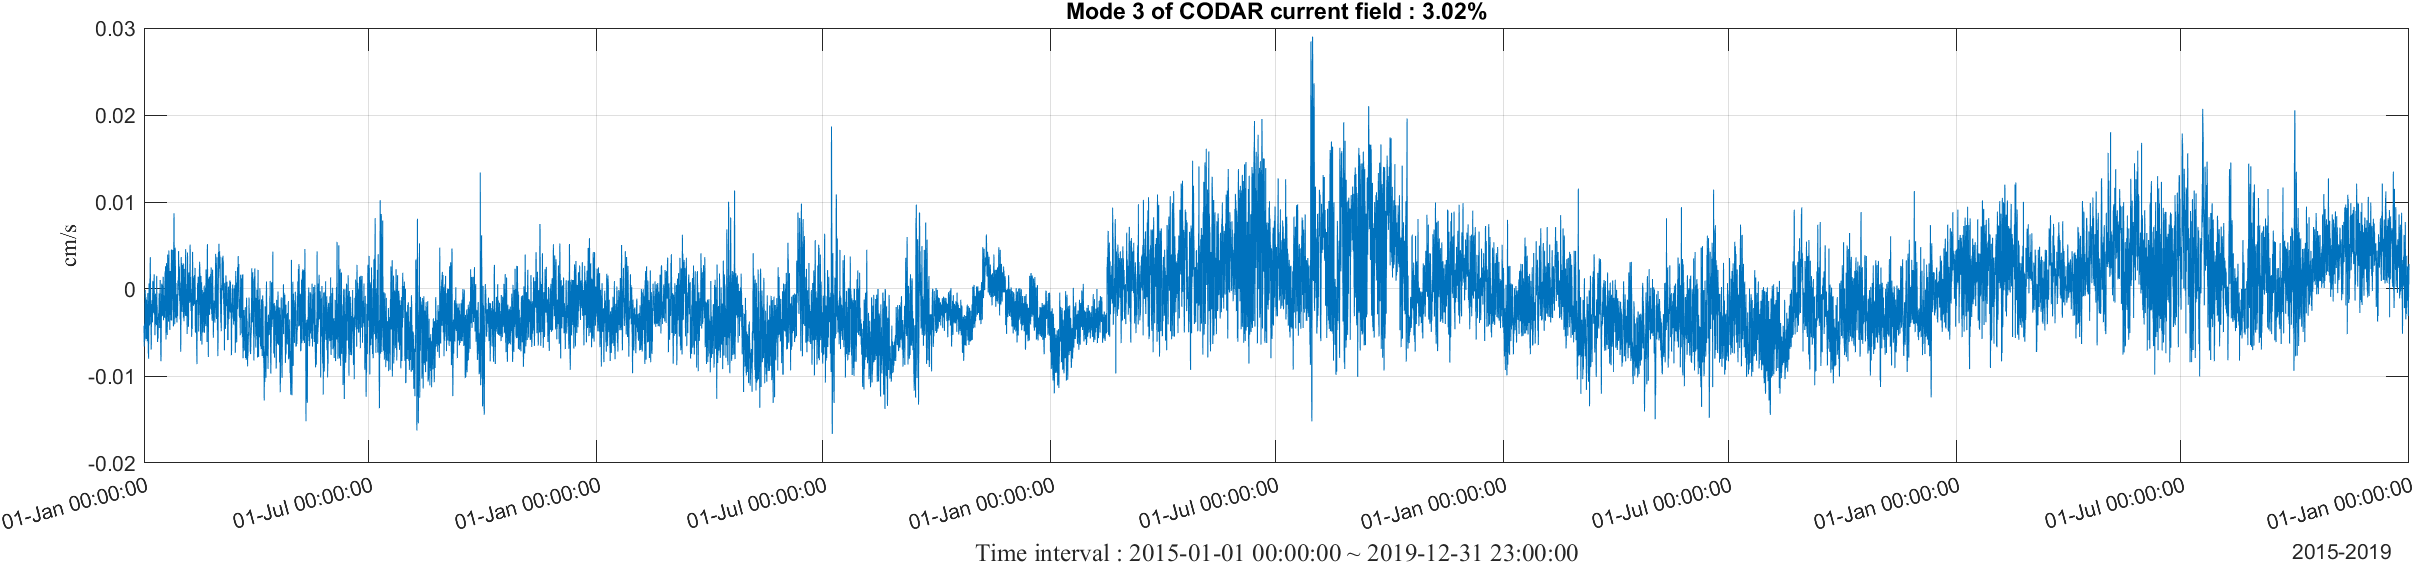 Mode 3 of CODAR current field : 3.02%
0.03
0.02
0.01
0
-0.01
-0.02
cm/s
01-Jan 00:00:00
01-Jul 00:00:00
01-Jan 00:00:00
01-Jul 00:00:00
01-Jan 00:00:00
01-Jul 00:00:00
01-Jan 00:00:00
01-Jul 00:00:00
01-Jan 00:00:00
01-Jul 00:00:00
01-Jan 00:00:00
Time interval : 2015-01-01 00:00:00 ~ 2019-12-31 23:00:00
2015-2019